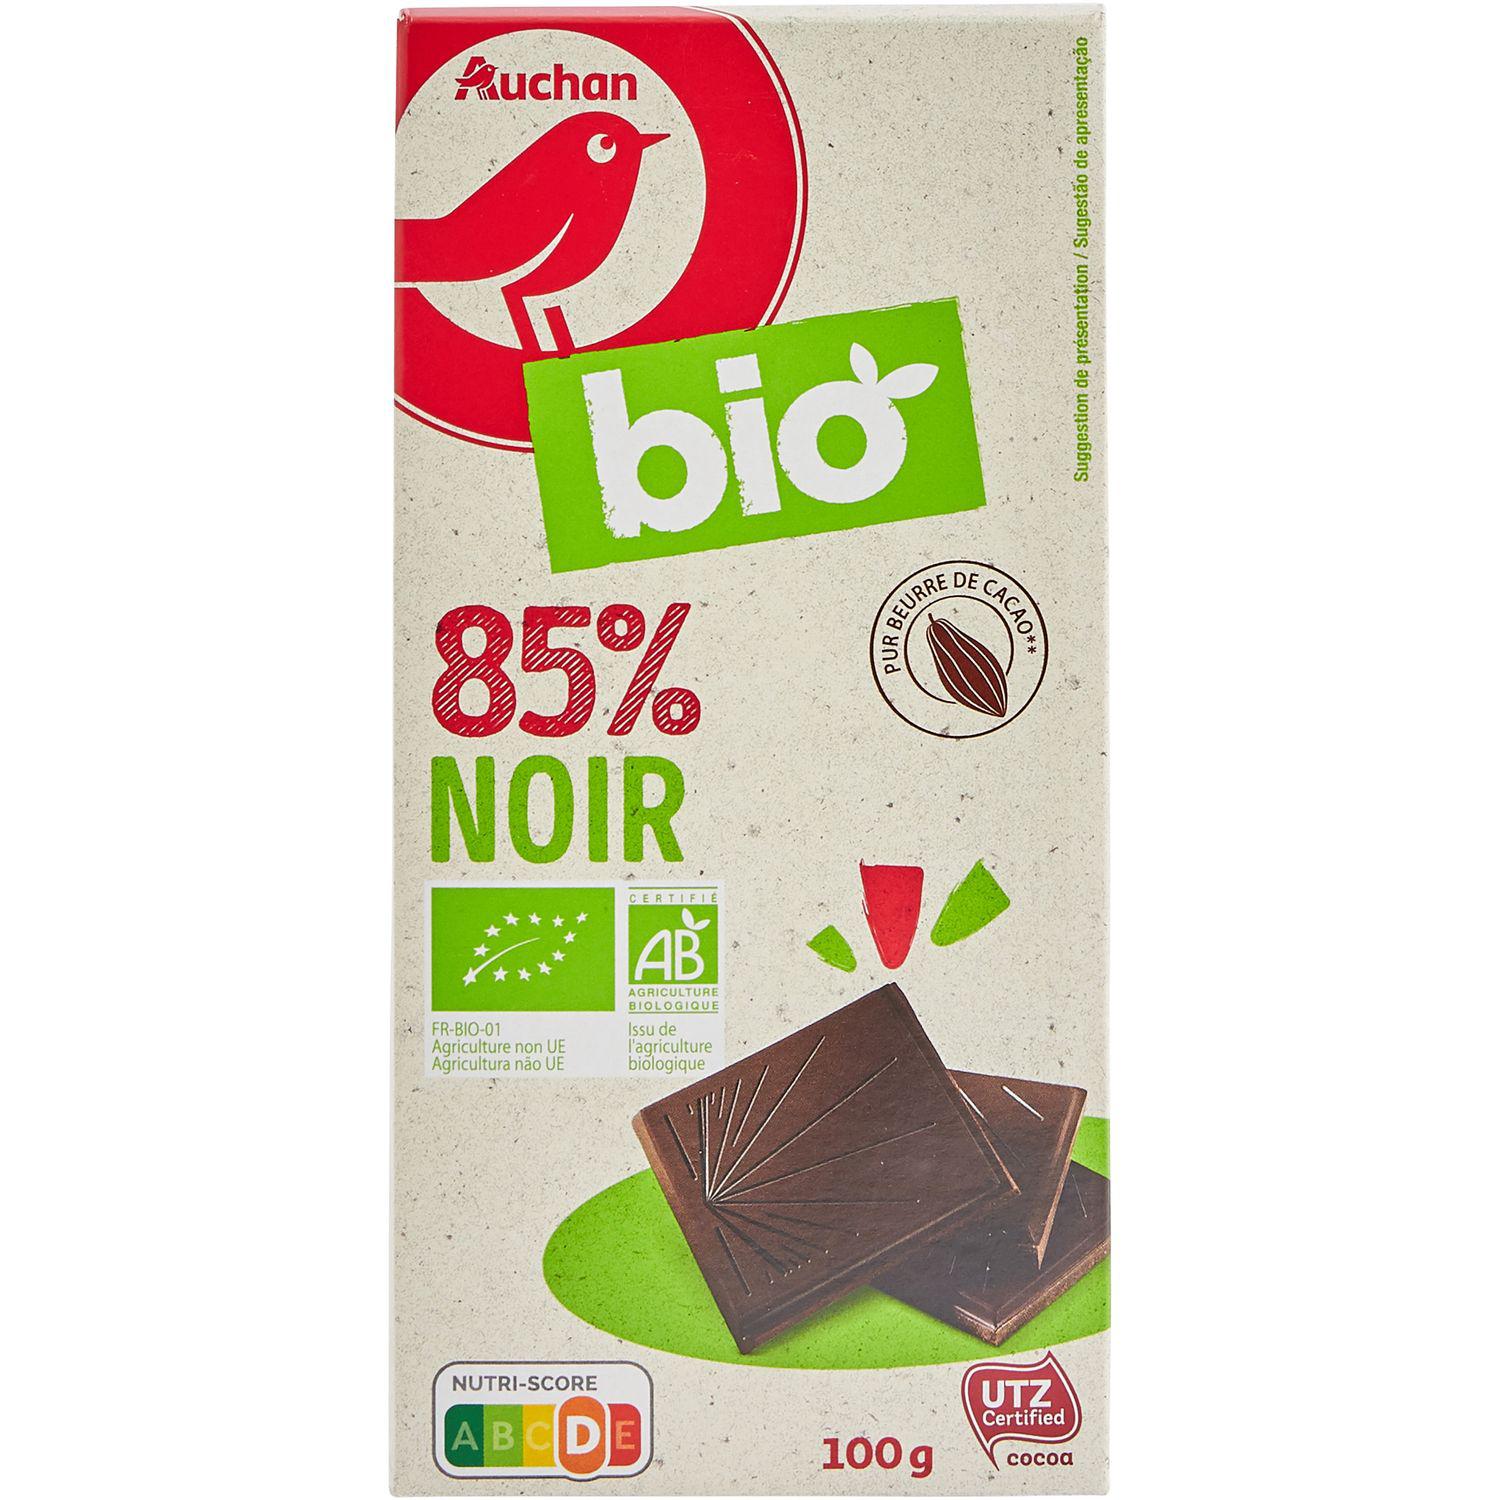 Auchan
bio
Suggestion de présentation / Sugestão de apresentação
PUR BEURRE DE CACAO**
85%
NOIR
CERTIFIÉ
AB
AGRICULTURE
BIOLOGIQUE
FR-BIO-01
Agriculture non UE
Agricultura não UE
Issu de
l'agriculture
biologique
NUTRI-SCORE
A B C D E
100 g
UTZ
Certified
cocoa